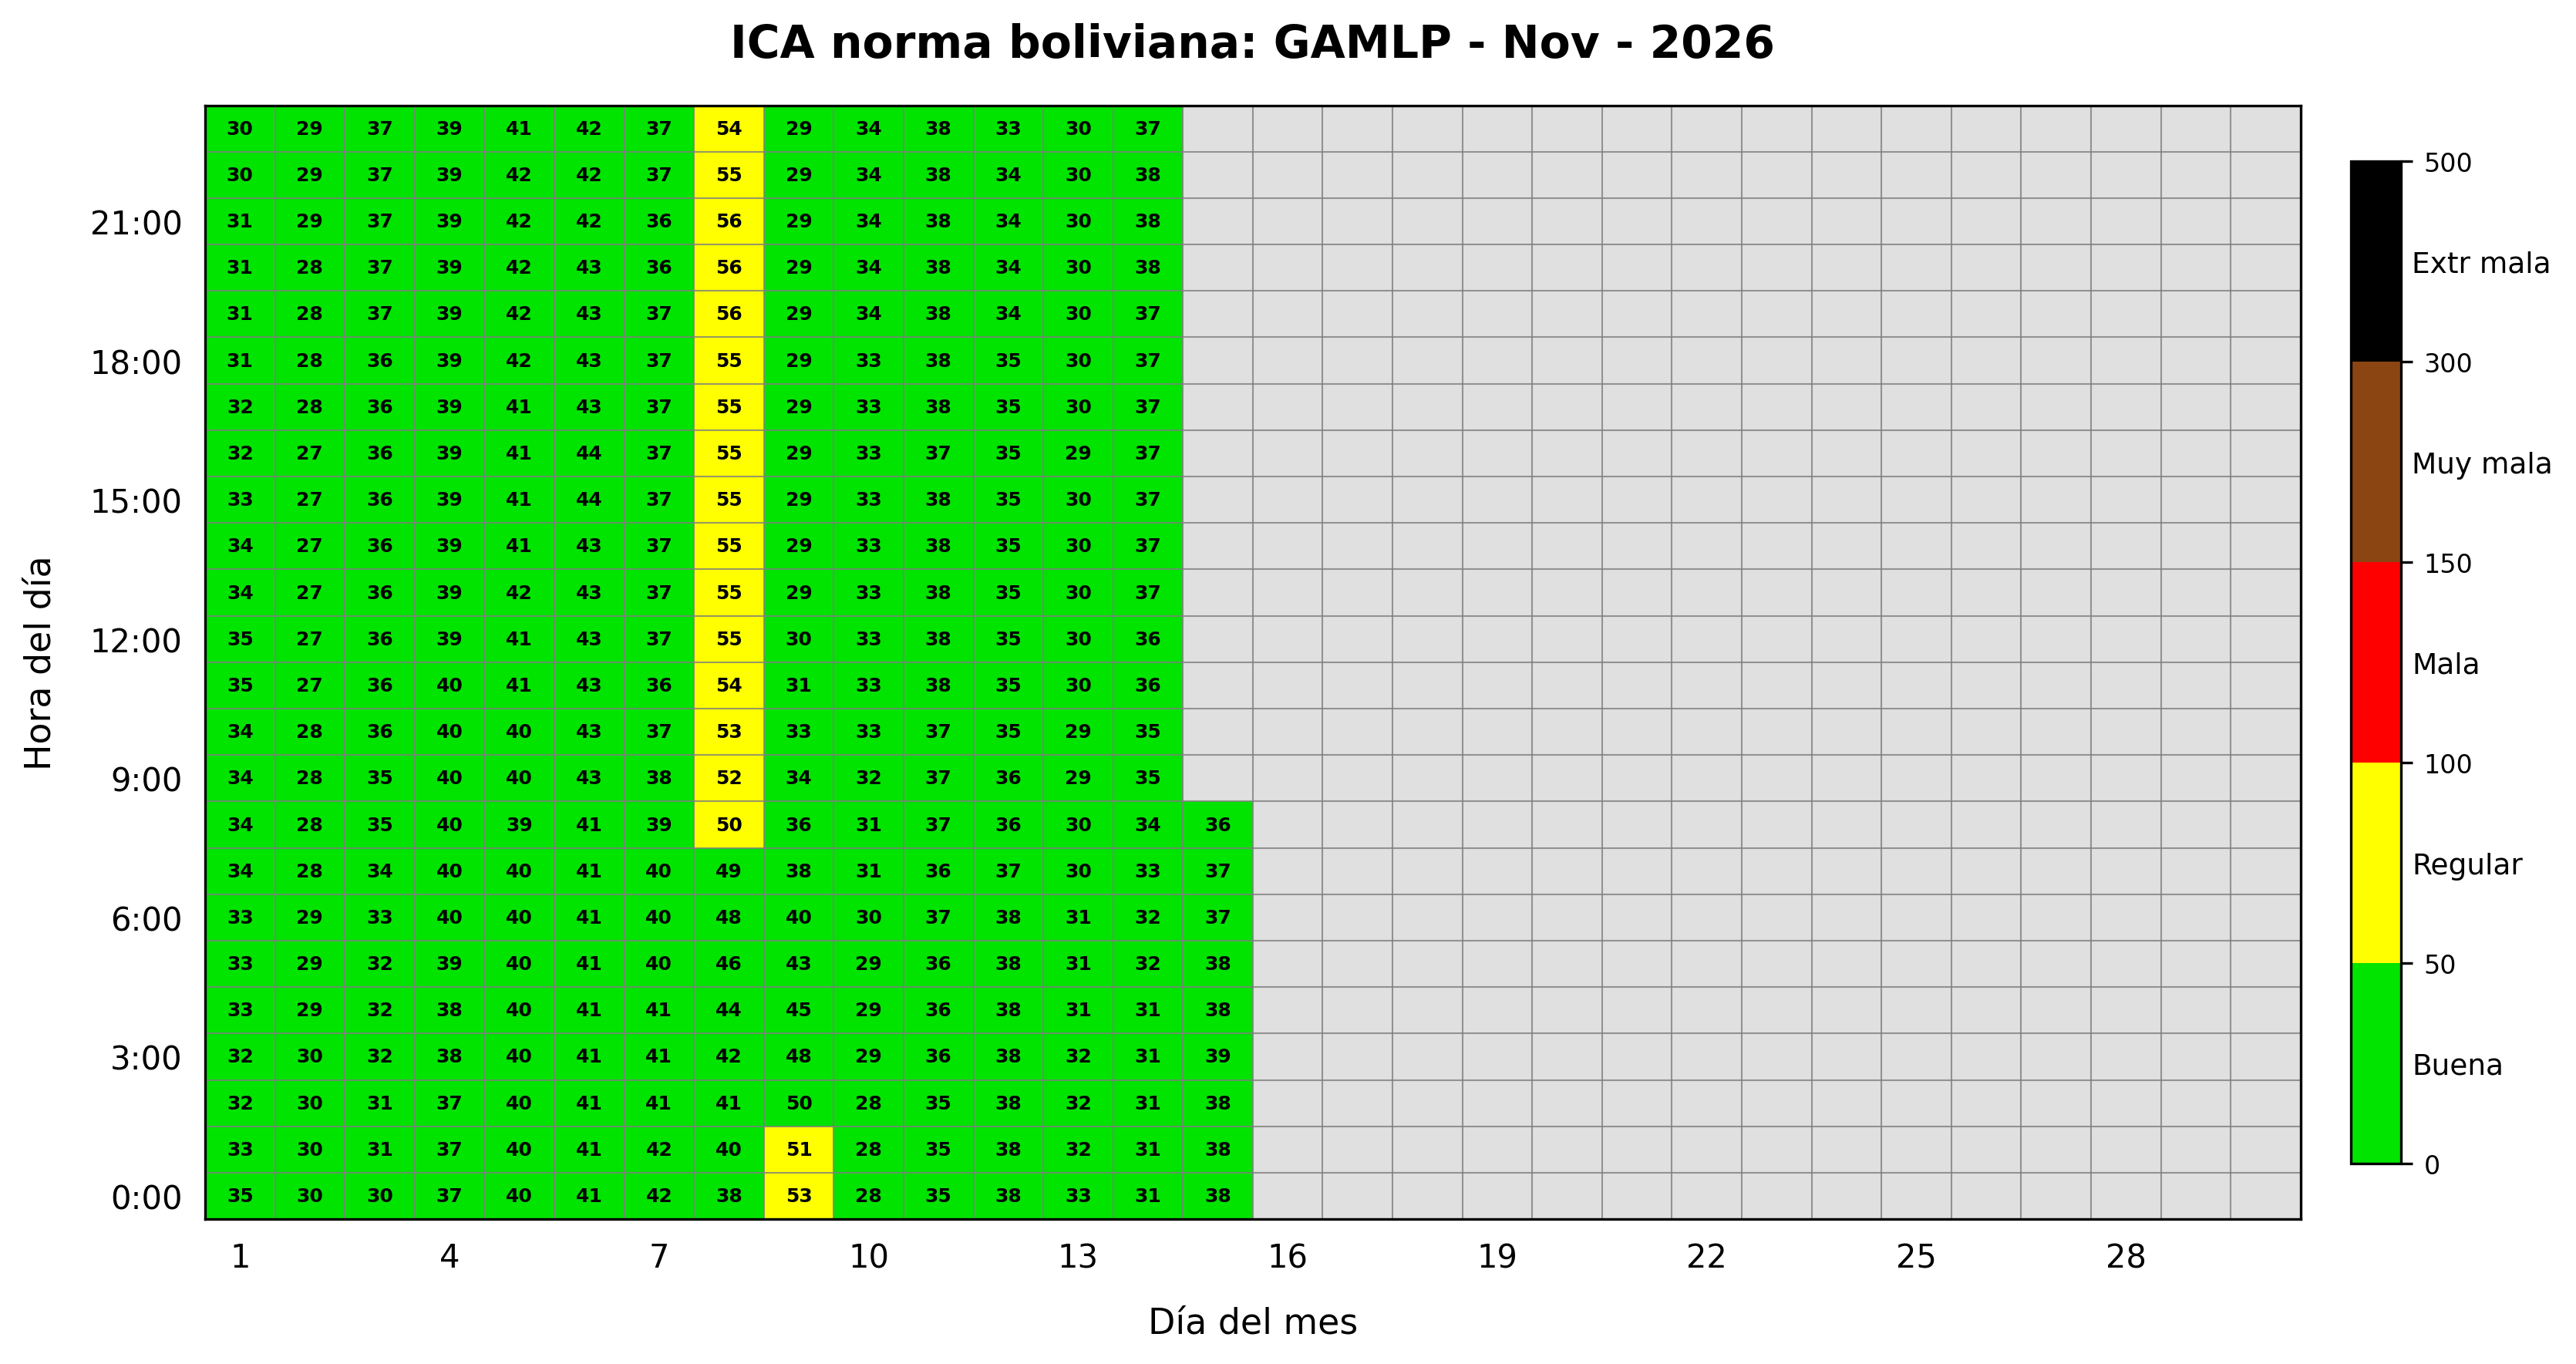 ICA norma boliviana: GAMLP - Nov - 2026
30 29 37 39 41 42 37 54 29 34 38 33 30 37
30 29 37 39 42 42 37 55 29 34 38 34 30 38
21:00 31 29 37 39 42 42 36 56 29 34 38 34 30 38
31 28 37 39 42 43 36 56 29 34 38 34 30 38
31 28 37 39 42 43 37 56 29 34 38 34 30 37
18:00 31 28 36 39 42 43 37 55 29 33 38 35 30 37
32 28 36 39 41 43 37 55 29 33 38 35 30 37
32 27 36 39 41 44 37 55 29 33 37 35 29 37
15:00 33 27 36 39 41 44 37 55 29 33 38 35 30 37
34 27 36 39 41 43 37 55 29 33 38 35 30 37
34 27 36 39 42 43 37 55 29 33 38 35 30 37
12:00 35 27 36 39 41 43 37 55 30 33 38 35 30 36
35 27 36 40 41 43 36 54 31 33 38 35 30 36
34 28 36 40 40 43 37 53 33 33 37 35 29 35
9:00 34 28 35 40 40 43 38 52 34 32 37 36 29 35
34 28 35 40 39 41 39 50 36 31 37 36 30 34 36
34 28 34 40 40 41 40 49 38 31 36 37 30 33 37
6:00 33 29 33 40 40 41 40 48 40 30 37 38 31 32 37
33 29 32 39 40 41 40 46 43 29 36 38 31 32 38
33 29 32 38 40 41 41 44 45 29 36 38 31 31 38
3:00 32 30 32 38 40 41 41 42 48 29 36 38 32 31 39
32 30 31 37 40 41 41 41 50 28 35 38 32 31 38
33 30 31 37 40 41 42 40 51 28 35 38 32 31 38
0:00 35 30 30 37 40 41 42 38 53 28 35 38 33 31 38
1 4 7 10 13 16 19 22 25 28
Día del mes
Hora del día
500
Extr mala
300
Muy mala
150
Mala
100
Regular
50
Buena
0